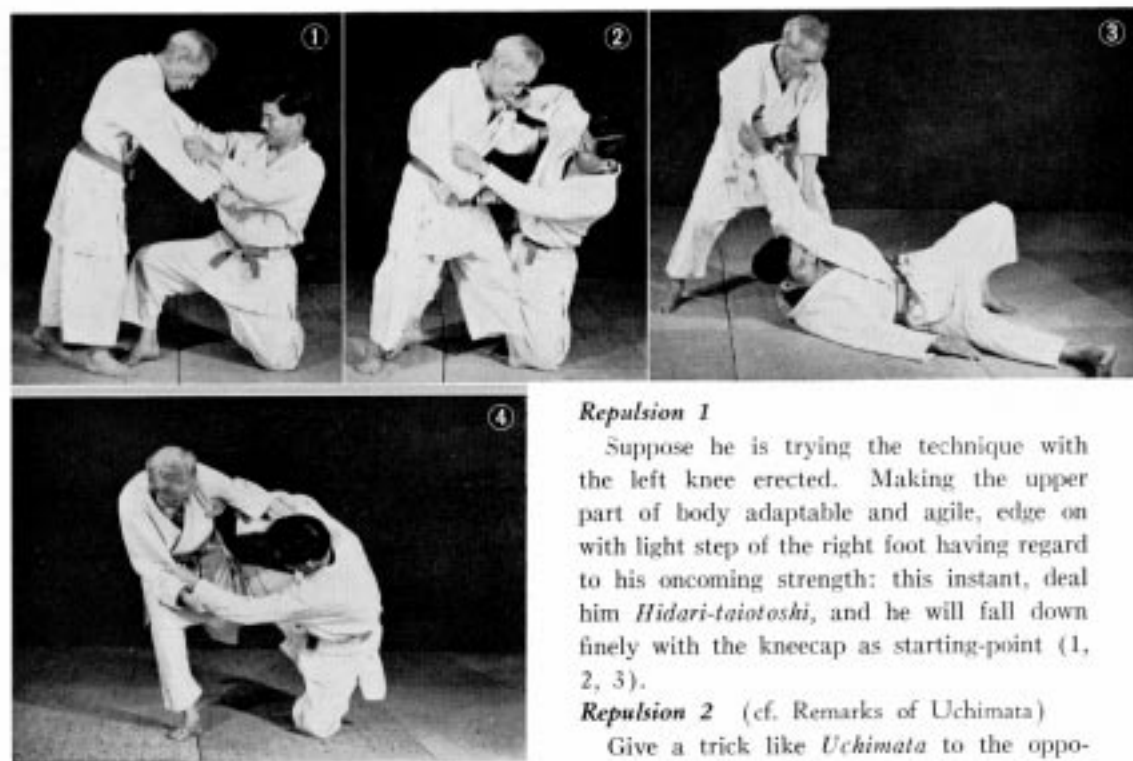 ①
②
③
④
Repulsion 1
Suppose he is trying the technique with
the left knee erected. Making the upper
part of body adaptable and agile, edge on
with light step of the right foot having regard
to his oncoming strength: this instant, deal
him Hidari-taiotoshi, and he will fall down
finely with the kneecap as starting-point (1,
2, 3).
Repulsion 2 (cf. Remarks of Uchimata)
Give a trick like Uchimata to the oppo-